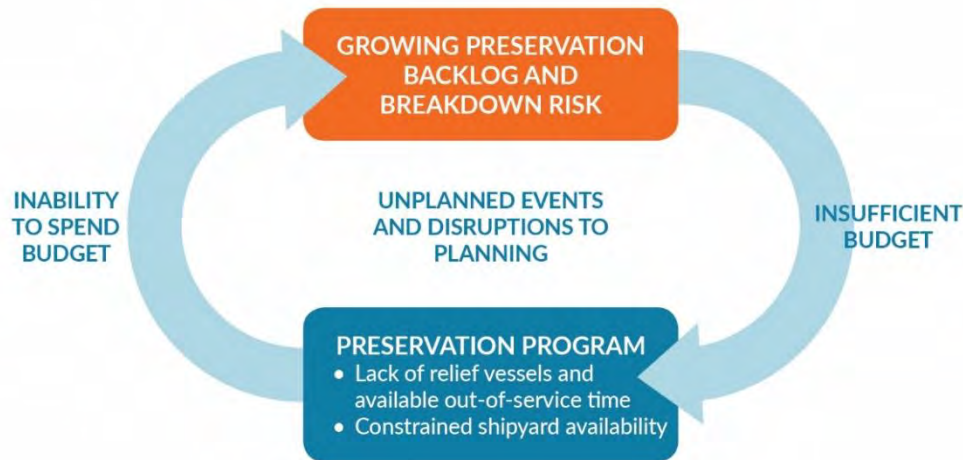 GROWING PRESERVATION
BACKLOG AND
BREAKDOWN RISK
INABILITY
TO SPEND
BUDGET
UNPLANNED EVENTS
AND DISRUPTIONS TO
PLANNING
INSUFFICIENT
BUDGET
PRESERVATION PROGRAM
• Lack of relief vessels and
available out-of-service time
• Constrained shipyard availability